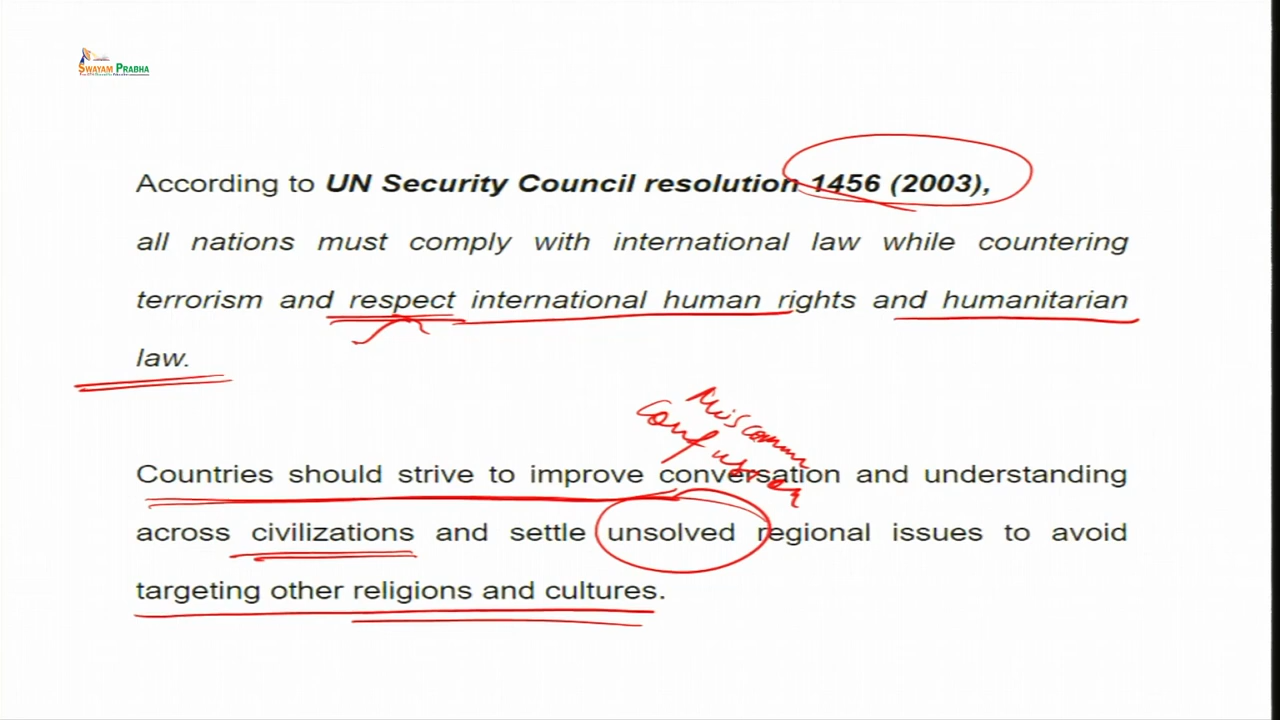 SWAYAM PRABHA
According to UN Security Council resolution 1456 (2003),
all nations must comply with international law while countering
terrorism and respect international human rights and humanitarian
law.
miscomm
confusion
Countries should strive to improve conversation and understanding
across civilizations and settle unsolved regional issues to avoid
targeting other religions and cultures.